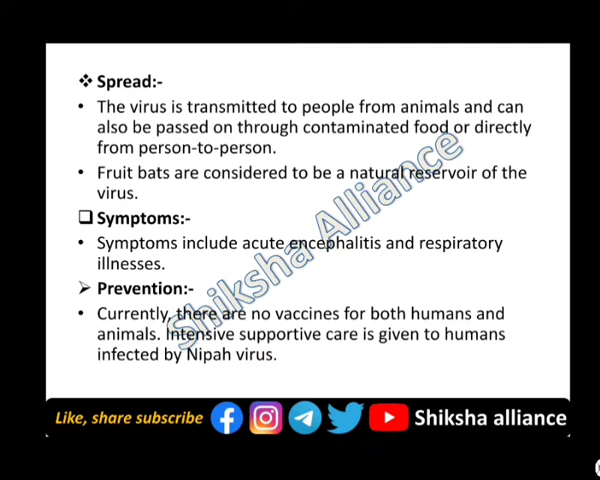 ❖ Spread:-
• The virus is transmitted to people from animals and can
also be passed on through contaminated food or directly
from person-to-person.
• Fruit bats are considered to be a natural reservoir of the
virus.
❑ Symptoms:-
• Symptoms include acute encephalitis and respiratory
illnesses.
➢ Prevention:-
• Currently, there are no vaccines for both humans and
animals. Intensive supportive care is given to humans
infected by Nipah virus.
Shiksha Alliance
Like, share subscribe
Shiksha alliance